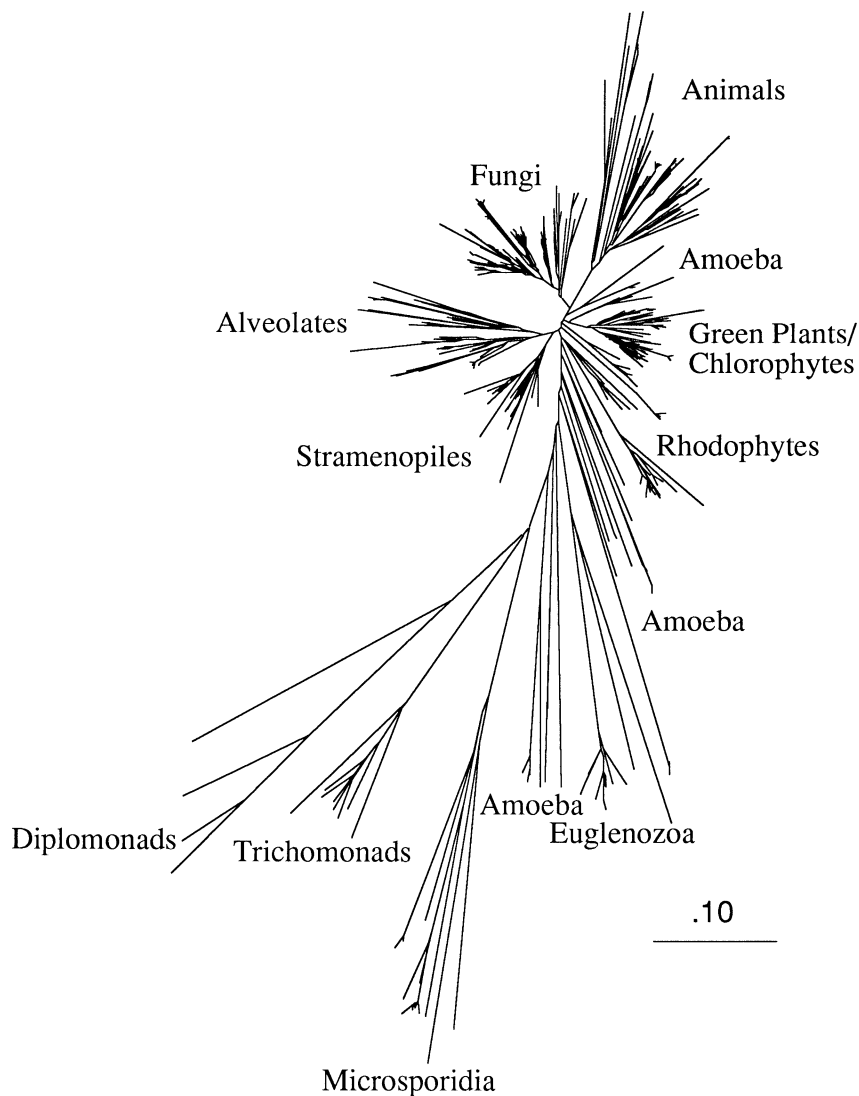 Animals
Fungi
Amoeba
Alveolates
Green Plants/
Chlorophytes
Rhodophytes
Stramenopiles
Amoeba
Amoeba
Euglenozoa
Diplomonads
Trichomonads
.10
Microsporidia